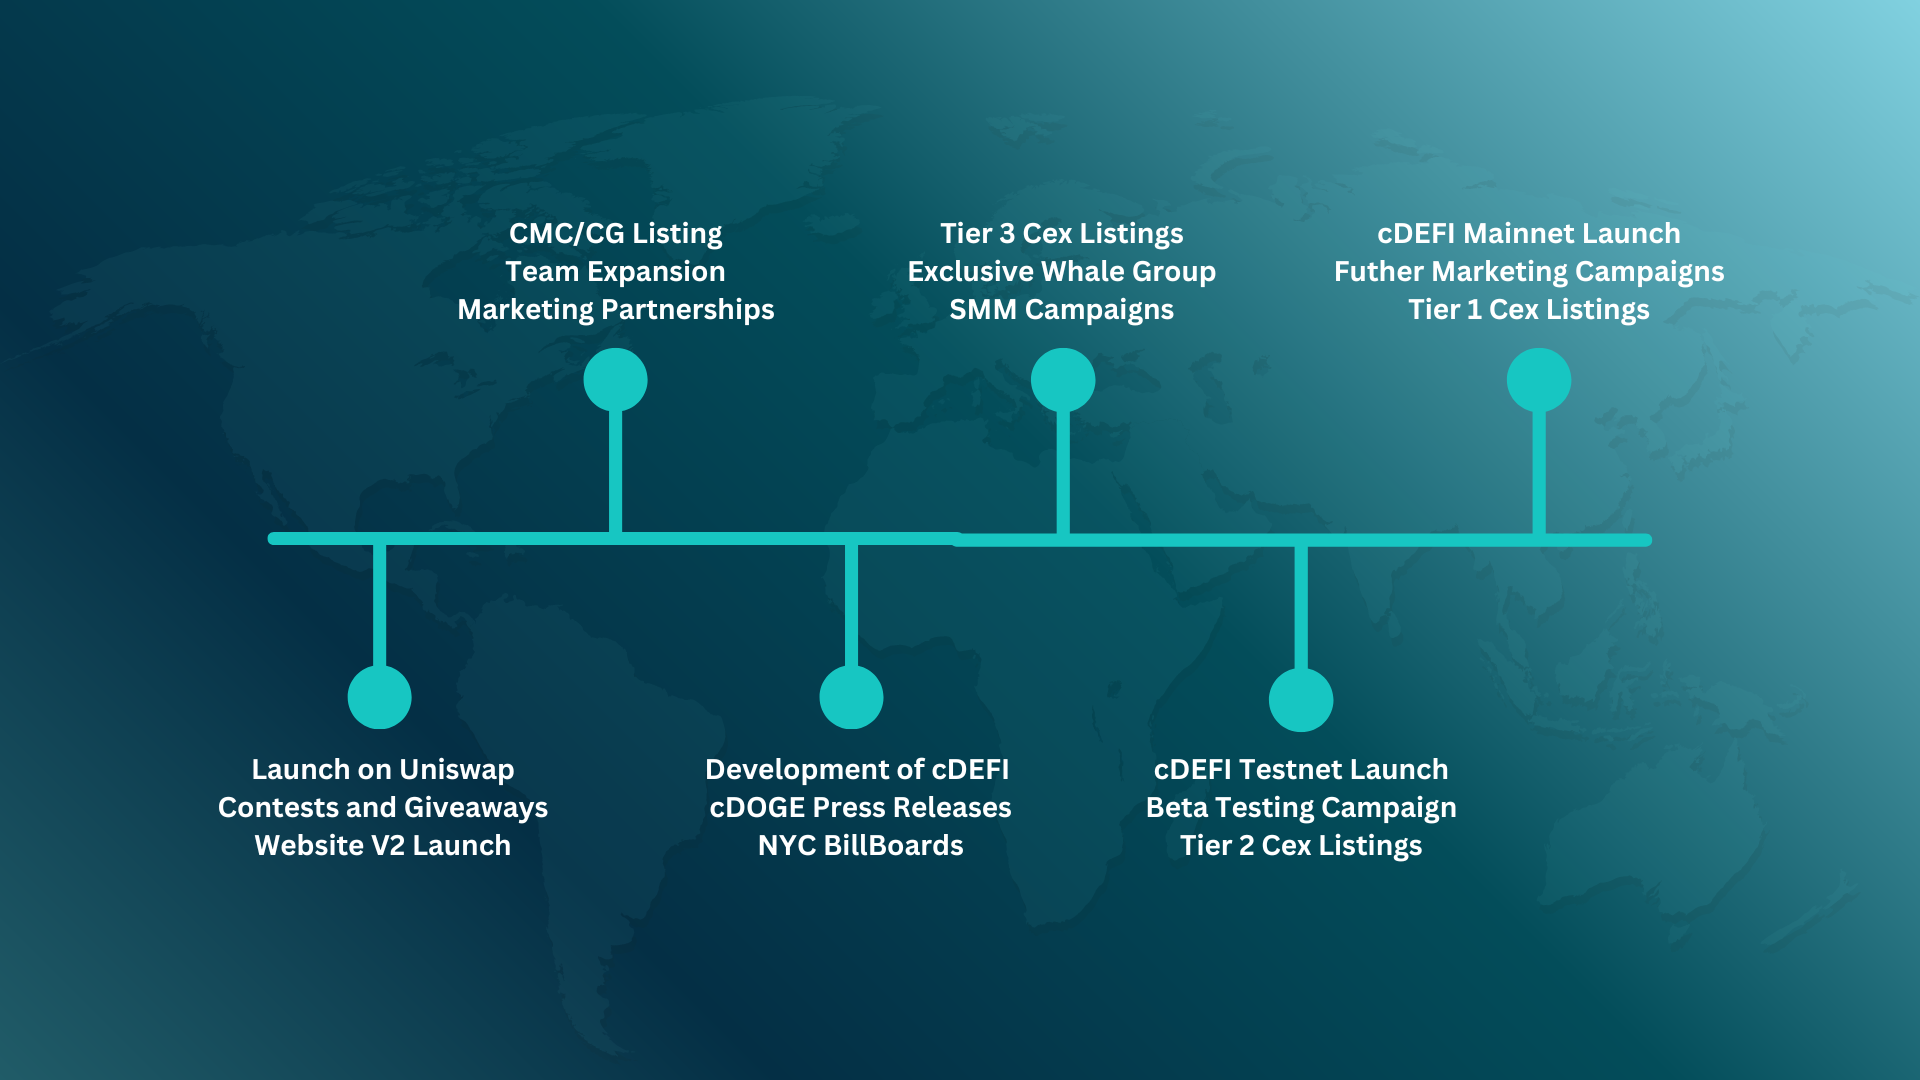 CMC/CG Listing
Team Expansion
Marketing Partnerships
Tier 3 Cex Listings
Exclusive Whale Group
SMM Campaigns
cDEFI Mainnet Launch
Futher Marketing Campaigns
Tier 1 Cex Listings
Launch on Uniswap
Contests and Giveaways
Website V2 Launch
Development of cDEFI
cDOGE Press Releases
NYC BillBoards
cDEFI Testnet Launch
Beta Testing Campaign
Tier 2 Cex Listings